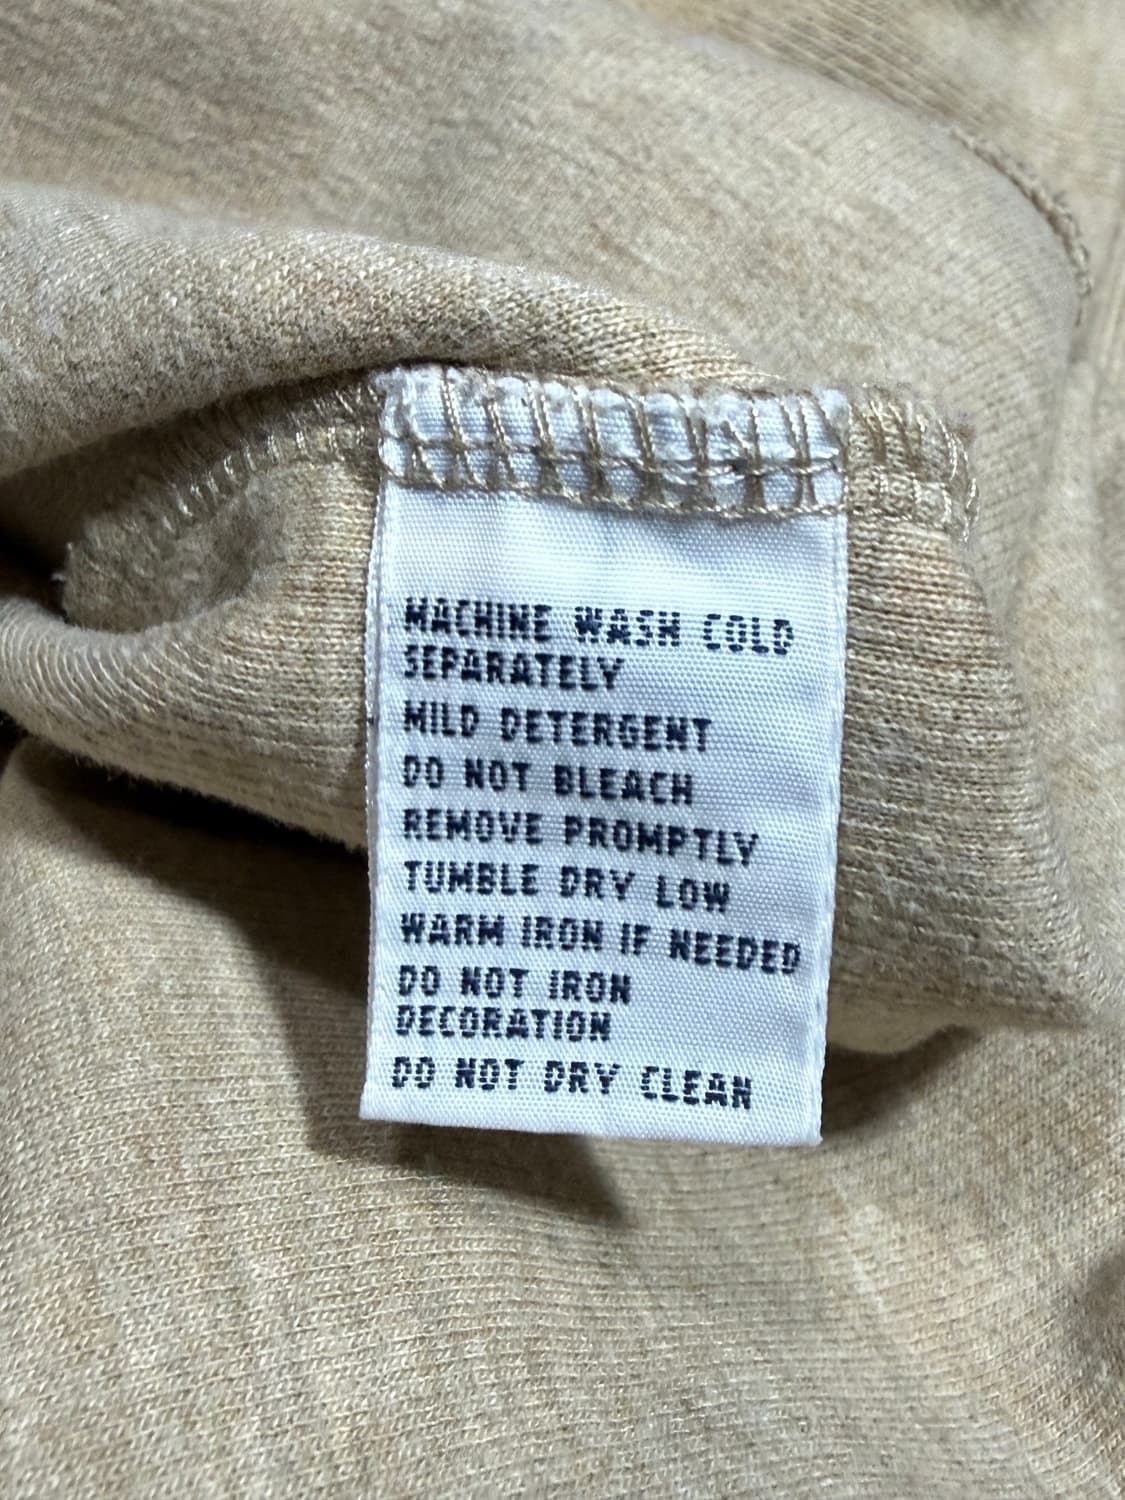 MACHINE WASH COLD
SEPARATELY
MILD DETERGENT
DO NOT BLEACH
REMOVE PROMPTLY
TUMBLE DRY LOW
WARM IRON IF NEEDED
DO NOT IRON
DECORATION
DO NOT DRY CLEAN